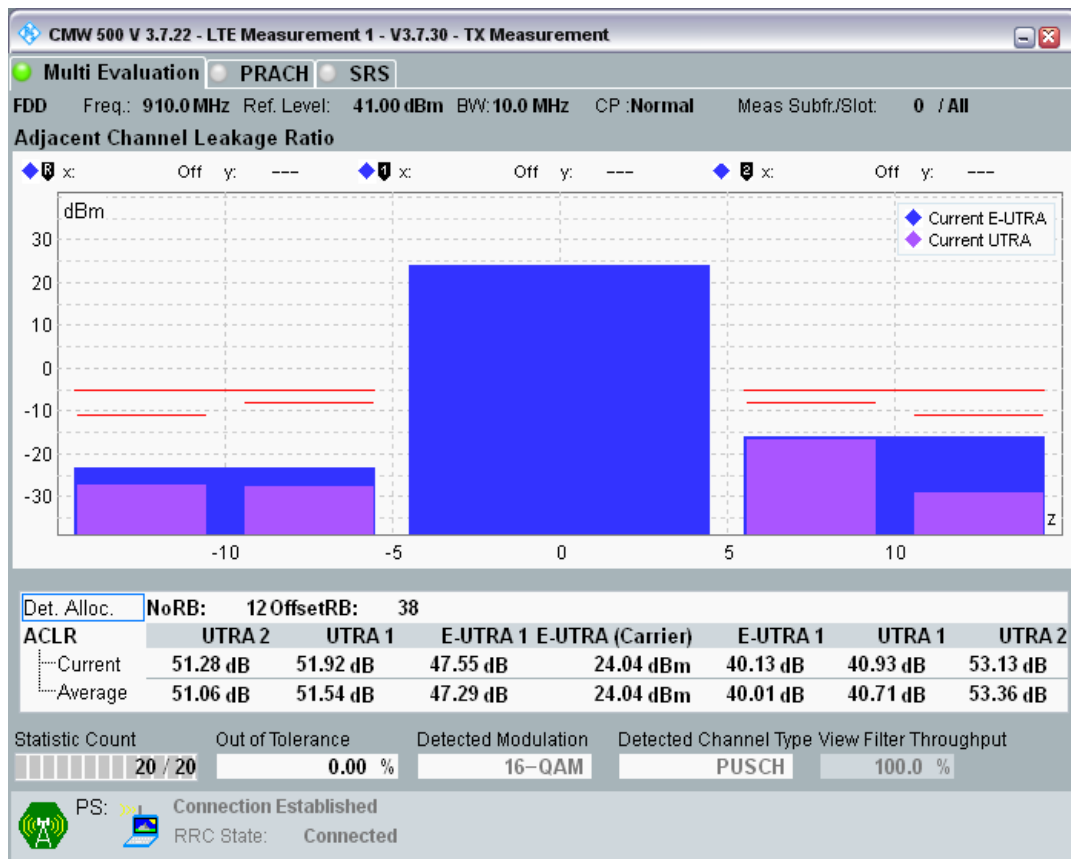 CMW 500 V 3.7.22 - LTE Measurement 1 - V3.7.30 - TX Measurement
Multi Evaluation PRACH SRS
FDD Freq.: 910.0 MHz Ref. Level: 41.00 dBm BW: 10.0 MHz CP :Normal Meas Subfr./Slot: 0 / All
Adjacent Channel Leakage Ratio
R x: Off y: --- 1 x: Off y: --- 2 x: Off y: ---
dBm
Current E-UTRA
Current UTRA
30
20
10
0
-10
-20
-30
z
-10 -5 0 5 10
Det. Alloc. NoRB: 12 OffsetRB: 38
ACLR UTRA 2 UTRA 1 E-UTRA 1 E-UTRA (Carrier) E-UTRA 1 UTRA 1 UTRA 2
Current 51.28 dB 51.92 dB 47.55 dB 24.04 dBm 40.13 dB 40.93 dB 53.13 dB
Average 51.06 dB 51.54 dB 47.29 dB 24.04 dBm 40.01 dB 40.71 dB 53.36 dB
Statistic Count Out of Tolerance Detected Modulation Detected Channel Type View Filter Throughput
20 / 20 0.00 % 16-QAM PUSCH 100.0 %
PS: Connection Established
RRC State: Connected